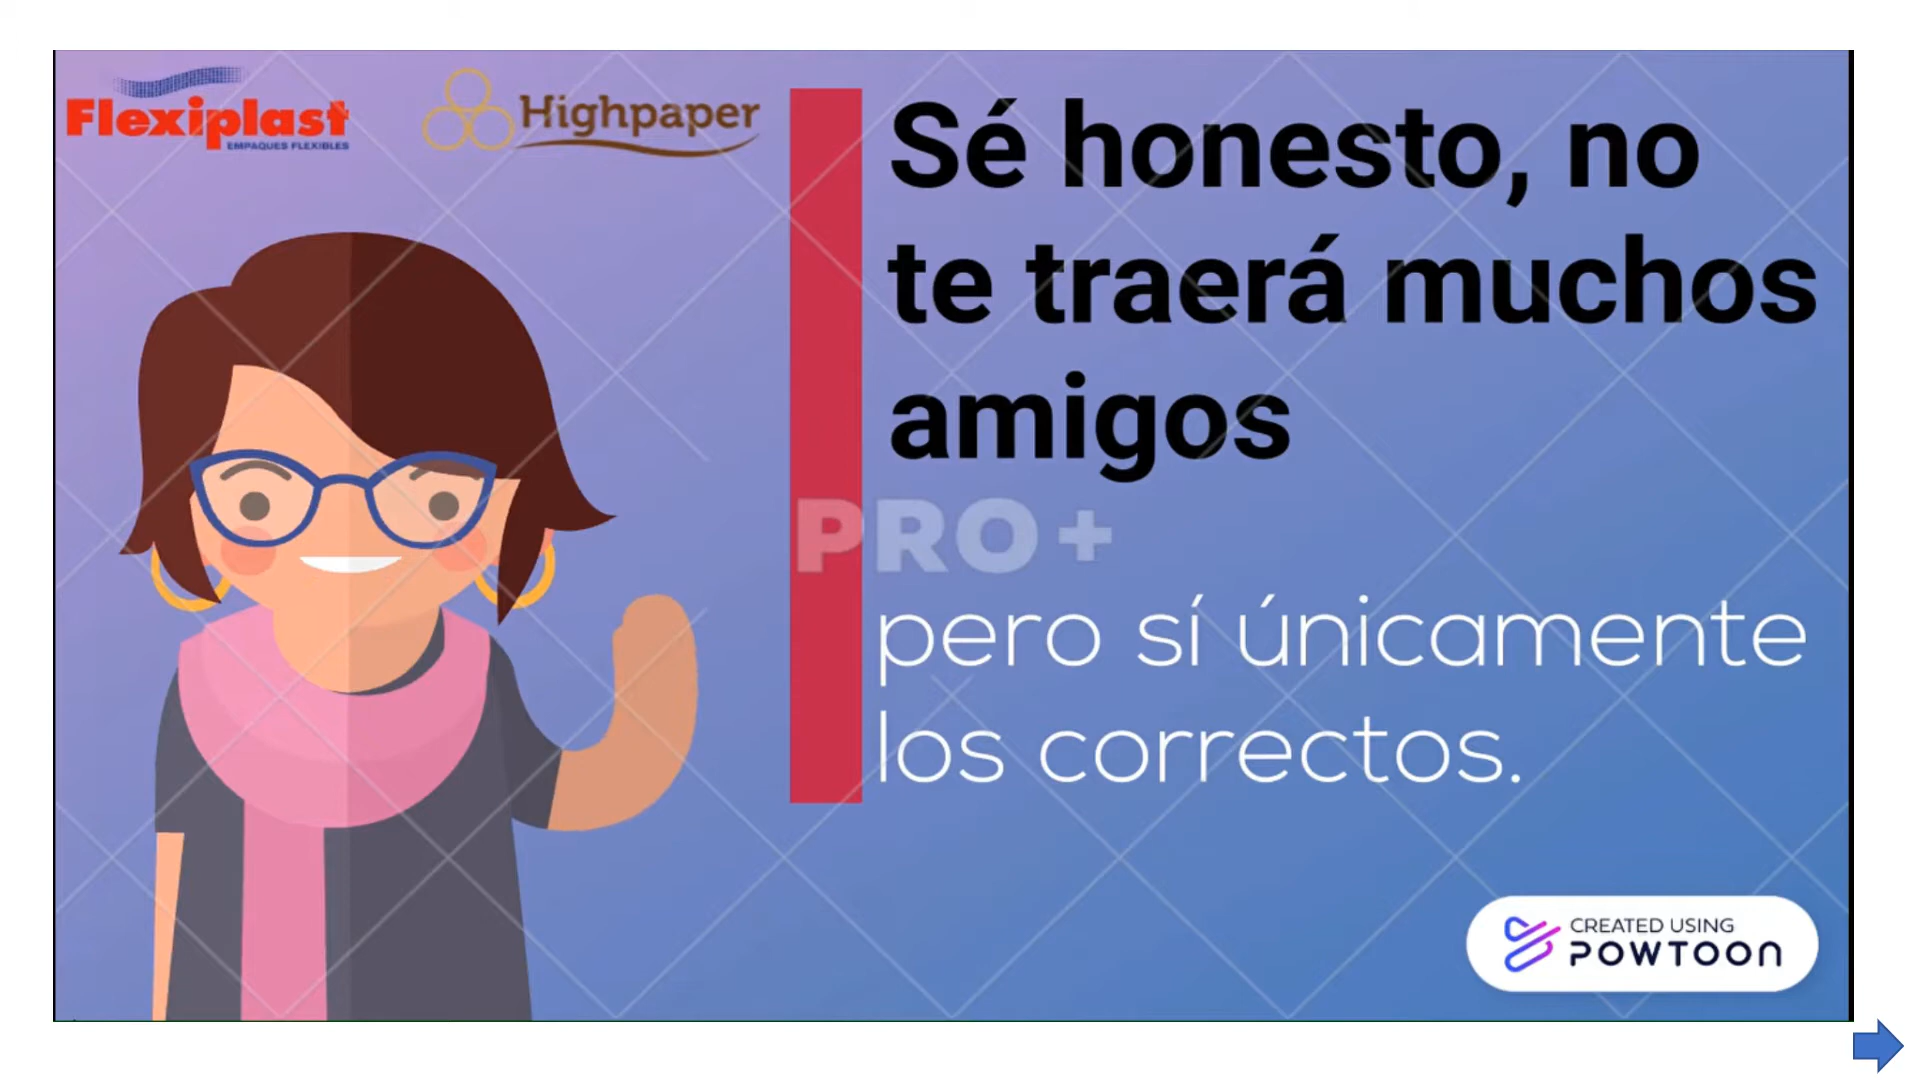 Flexiplast
EMPAQUES FLEXIBLES
Highpaper
Sé honesto, no
te traerá muchos
amigos
PRO+
pero sí únicamente
los correctos.
CREATED USING
POWTOON